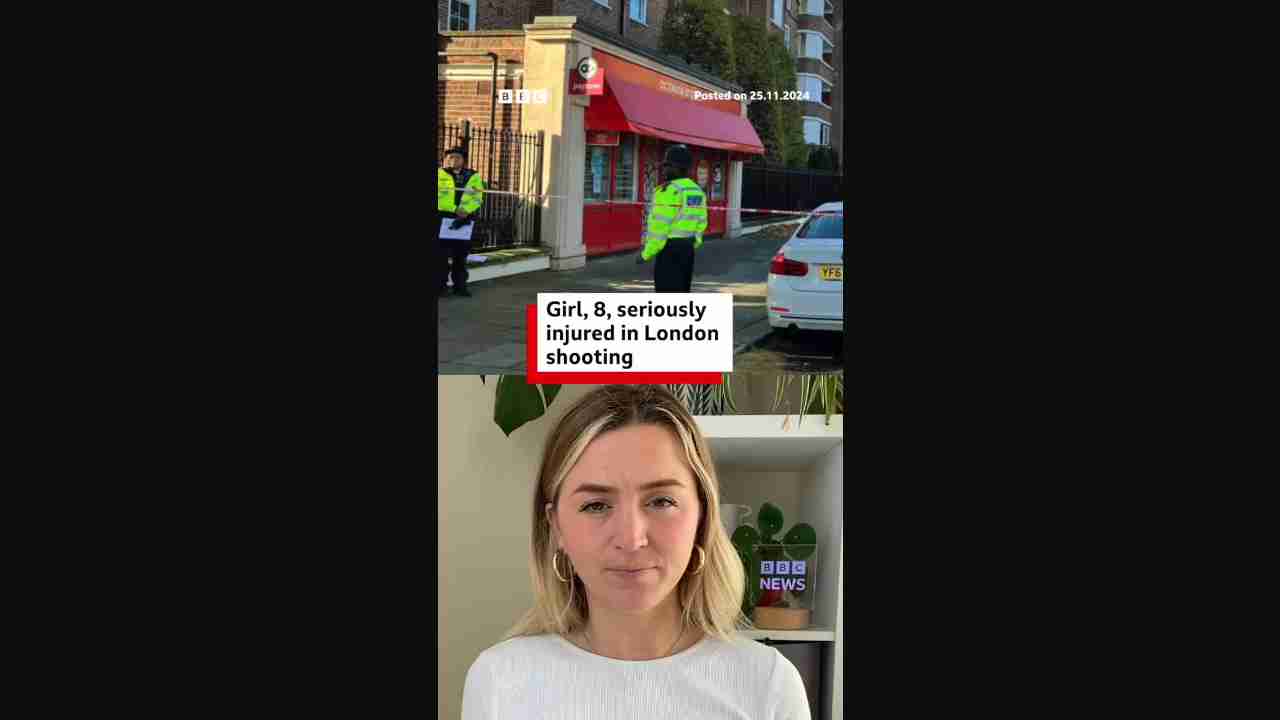 BBC
Posted on 25.11.2024
Girl, 8, seriously
injured in London
shooting
BBC
NEWS